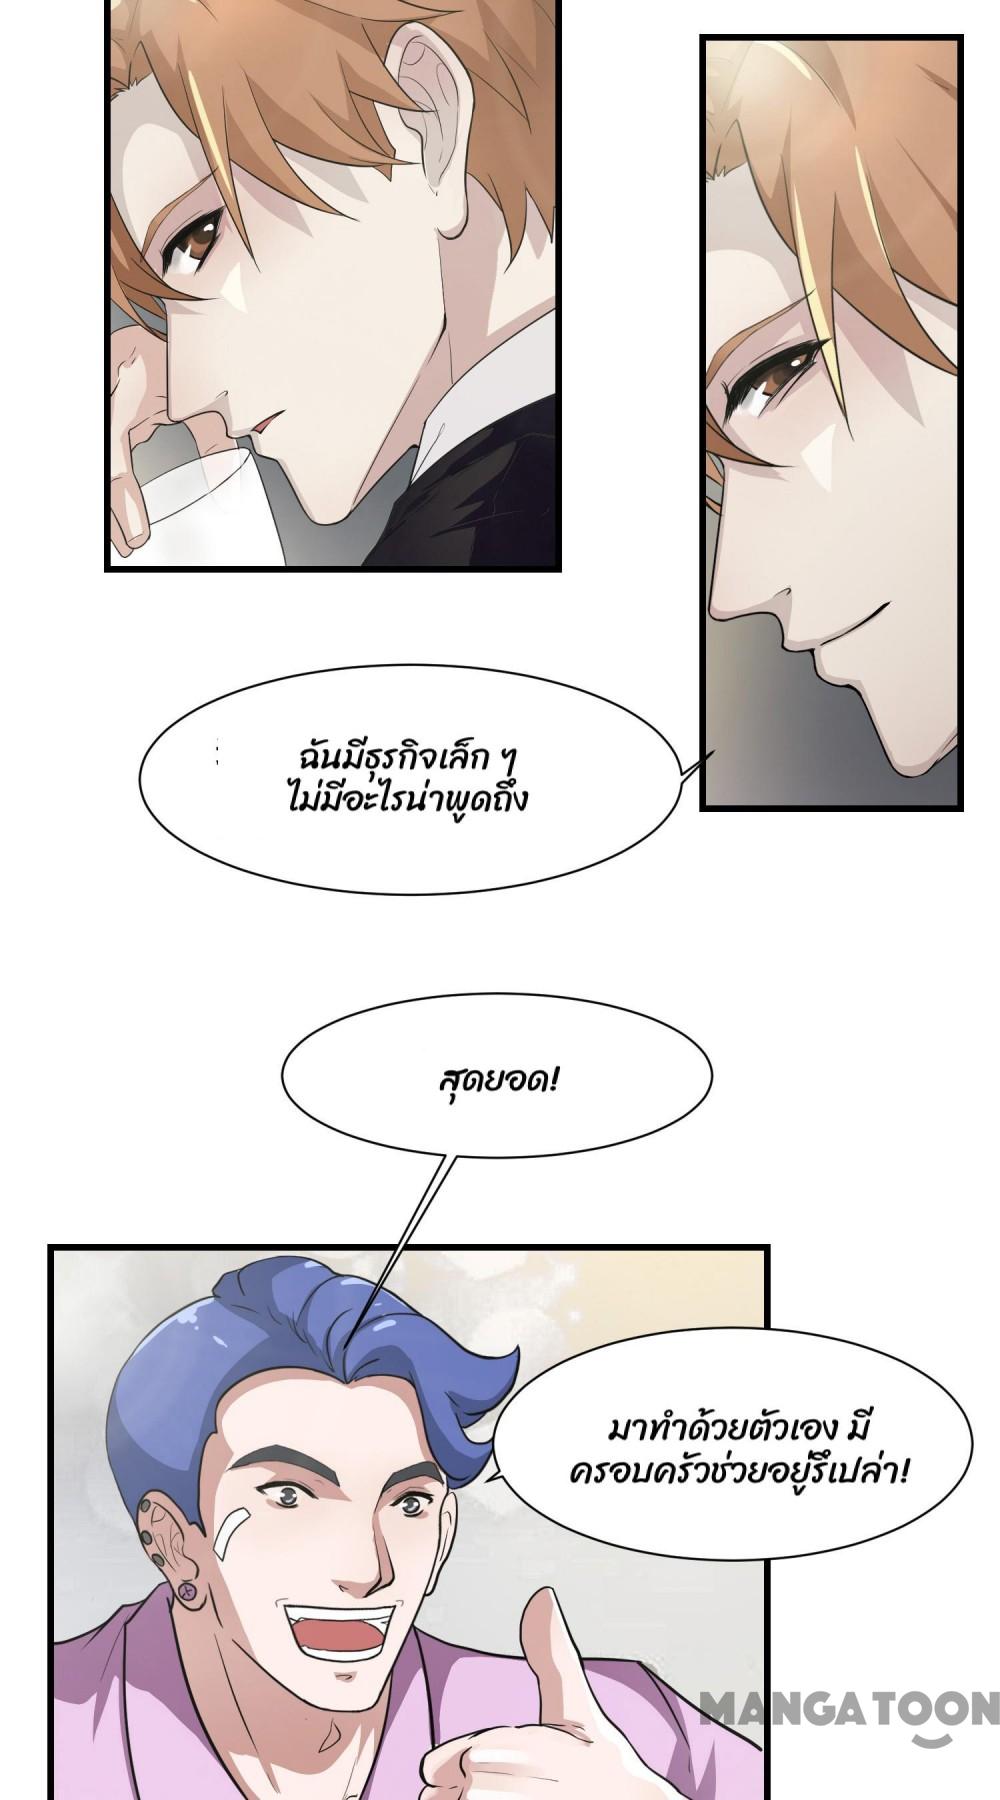 ฉันมีธุรกิจเล็ก ๆ
ไม่มีอะไรน่าพูดถึง
สุดยอด!
มาทำด้วยตัวเอง มี
ครอบครัวช่วยอยู่รึเปล่า!
MANGATOON